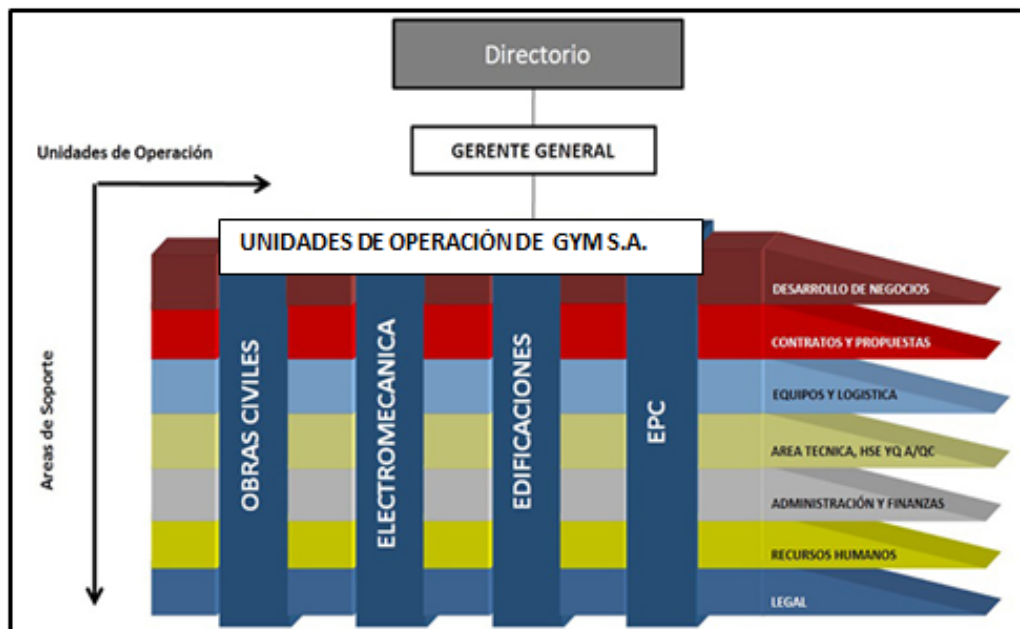 Directorio
Unidades de Operación
GERENTE GENERAL
UNIDADES DE OPERACIÓN DE GYM S.A.
Areas de Soporte
OBRAS CIVILES
ELECTROMECANICA
EDIFICACIONES
EPC
DESARROLLO DE NEGOCIOS
CONTRATOS Y PROPUESTAS
EQUIPOS Y LOGISTICA
AREA TECNICA, HSE YQ A/QC
ADMINISTRACIÓN Y FINANZAS
RECURSOS HUMANOS
LEGAL